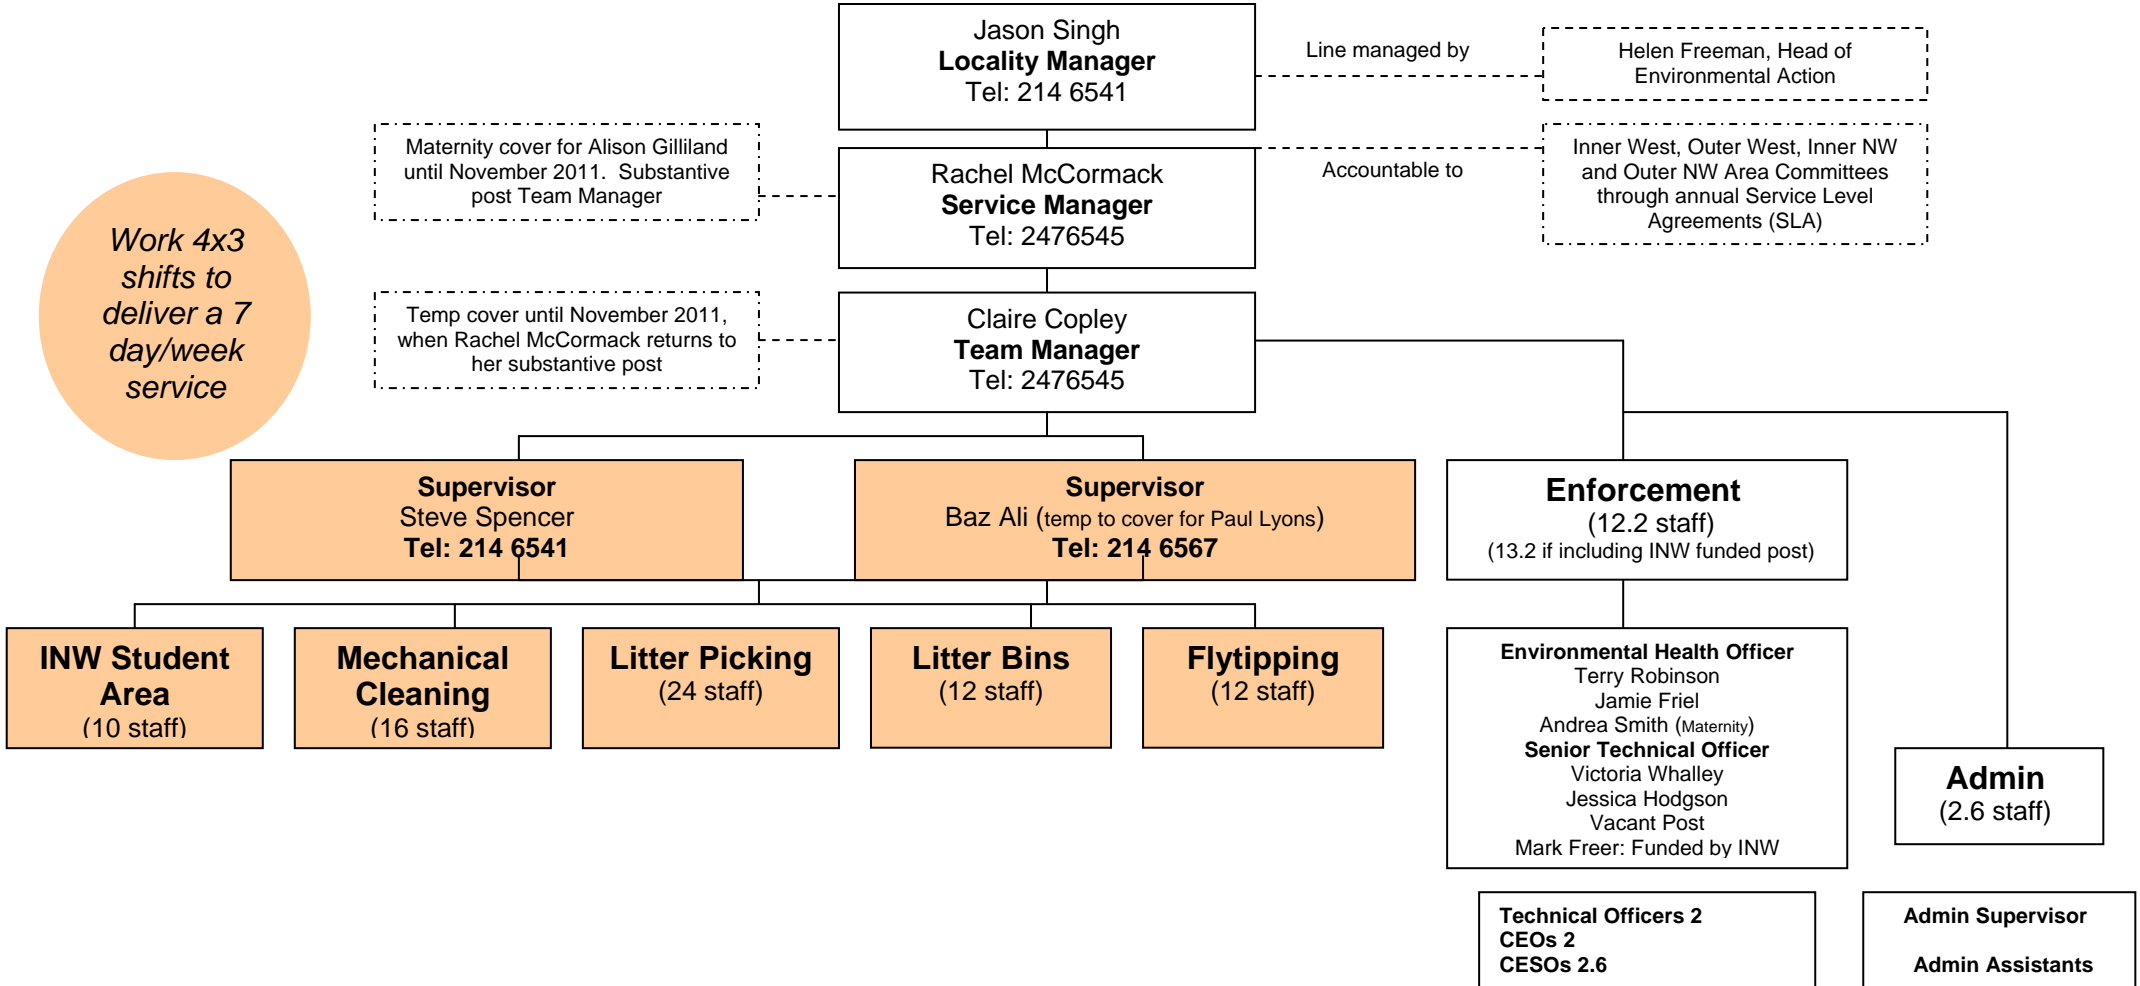 Jason Singh
Locality Manager
Tel: 214 6541
Line managed by
Helen Freeman, Head of
Environmental Action
Maternity cover for Alison Gilliland
until November 2011.  Substantive
post Team Manager
Rachel McCormack
Service Manager
Tel: 2476545
Accountable to
Inner West, Outer West, Inner NW
and Outer NW Area Committees
through annual Service Level
Agreements (SLA)
Work 4x3
shifts to
deliver a 7
day/week
service
Temp cover until November 2011,
when Rachel McCormack returns to
her substantive post
Claire Copley
Team Manager
Tel: 2476545
Supervisor
Steve Spencer
Tel: 214 6541
Supervisor
Baz Ali (temp to cover for Paul Lyons)
Tel: 214 6567
Enforcement
(12.2 staff)
(13.2 if including INW funded post)
INW Student
Area
(10 staff)
Mechanical
Cleaning
(16 staff)
Litter Picking
(24 staff)
Litter Bins
(12 staff)
Flytipping
(12 staff)
Environmental Health Officer
Terry Robinson
Jamie Friel
Andrea Smith (Maternity)
Senior Technical Officer
Victoria Whalley
Jessica Hodgson
Vacant Post
Mark Freer: Funded by INW
Admin
(2.6 staff)
Technical Officers 2
CEOs 2
CESOs 2.6
Admin Supervisor
Admin Assistants